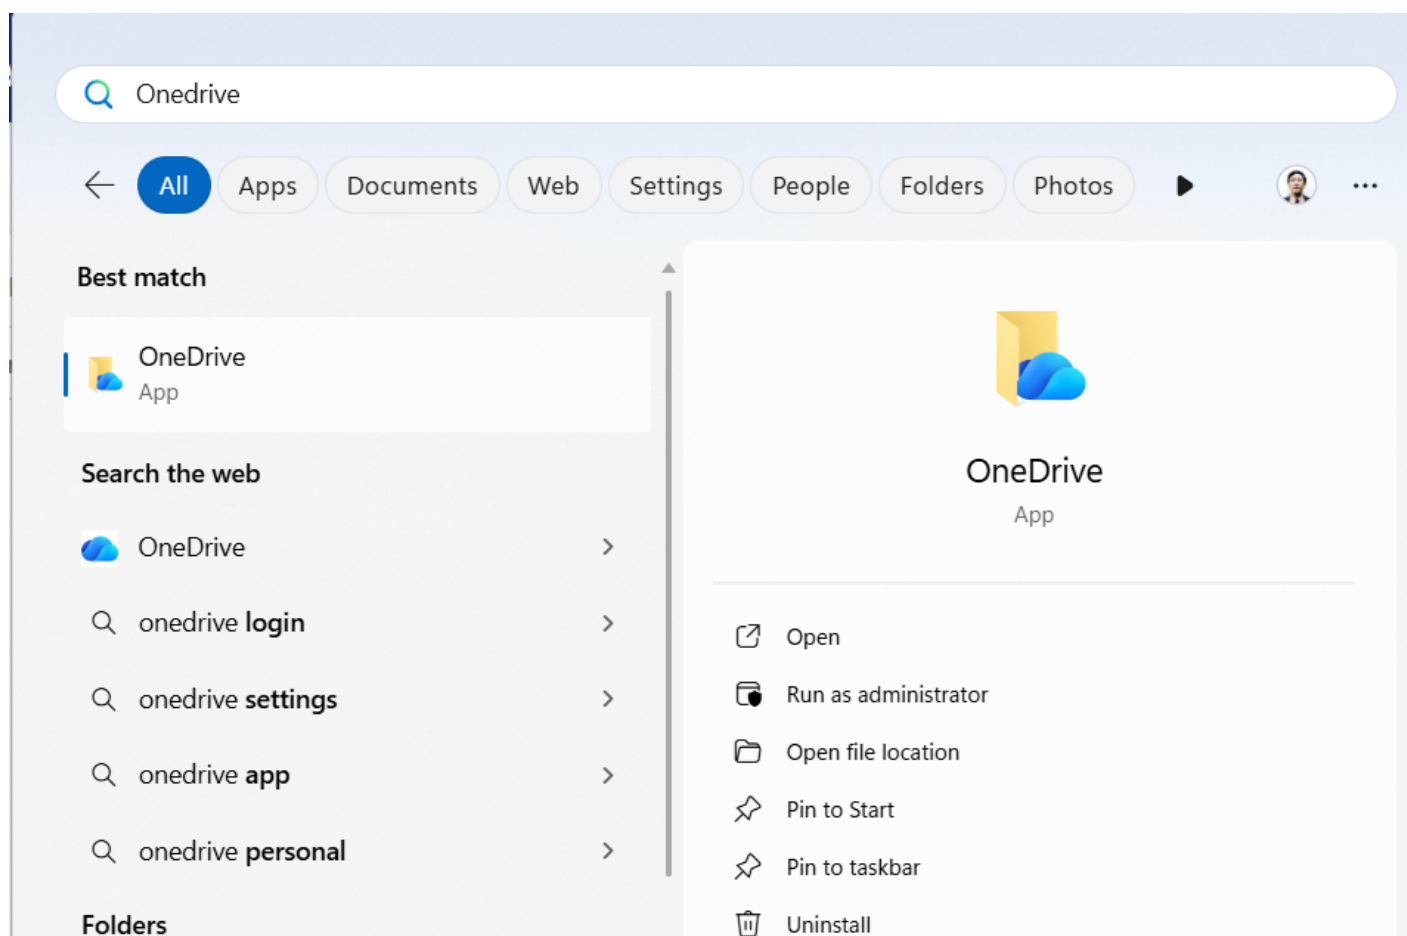 Onedrive
All Apps Documents Web Settings People Folders Photos
Best match
OneDrive
App
Search the web
OneDrive
onedrive login
onedrive settings
onedrive app
onedrive personal
Folders
OneDrive
App
Open
Run as administrator
Open file location
Pin to Start
Pin to taskbar
Uninstall